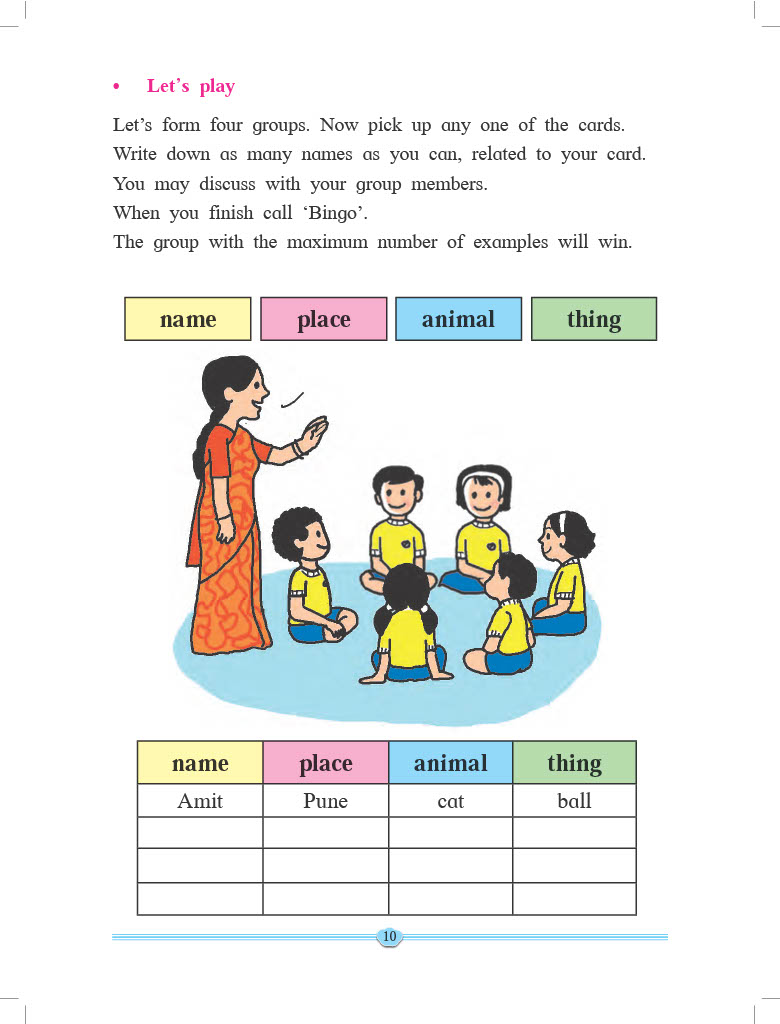 • Let’s play
Let’s form four groups. Now pick up any one of the cards.
Write down as many names as you can, related to your card.
You may discuss with your group members.
When you finish call ‘Bingo’.
The group with the maximum number of examples will win.
name place animal thing
name place animal thing
Amit Pune cat ball
10